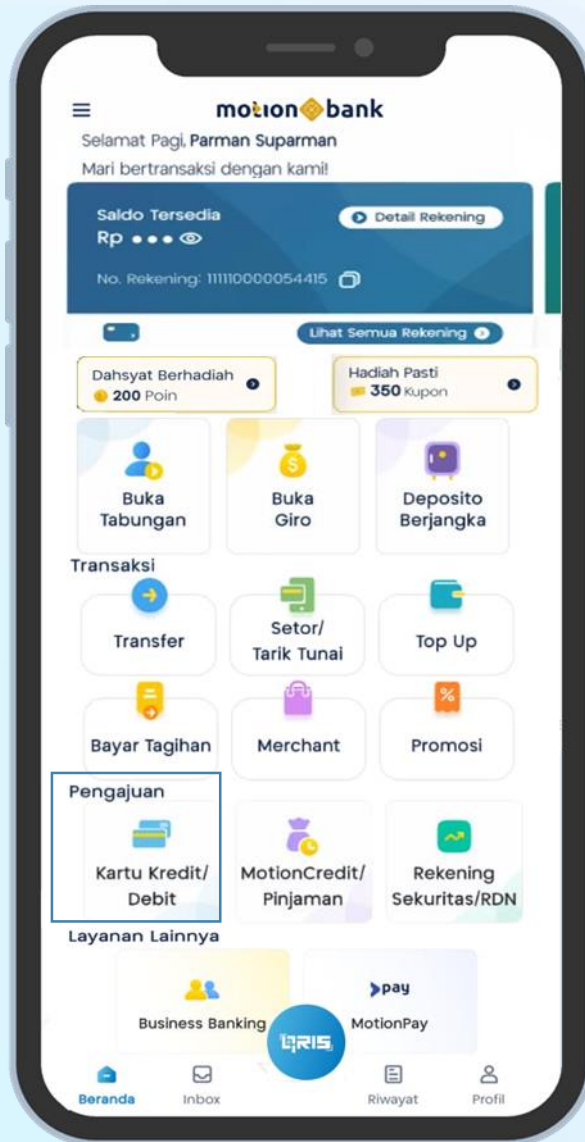 motion bank
Selamat Pagi, Parman Suparman
Mari bertransaksi dengan kami!
Saldo Tersedia
Detail Rekening
Rp •••
No. Rekening: 111110000054415
Lihat Semua Rekening
Dahsyat Berhadiah
200 Poin
Hadiah Pasti
350 Kupon
Buka
Tabungan
Buka
Giro
Deposito
Berjangka
Transaksi
Transfer
Setor/
Tarik Tunai
Top Up
Bayar Tagihan
Merchant
Promosi
Pengajuan
Kartu Kredit/
Debit
MotionCredit/
Pinjaman
Rekening
Sekuritas/RDN
Layanan Lainnya
Business Banking
pay
MotionPay
QRIS
Beranda
Inbox
Riwayat
Profil